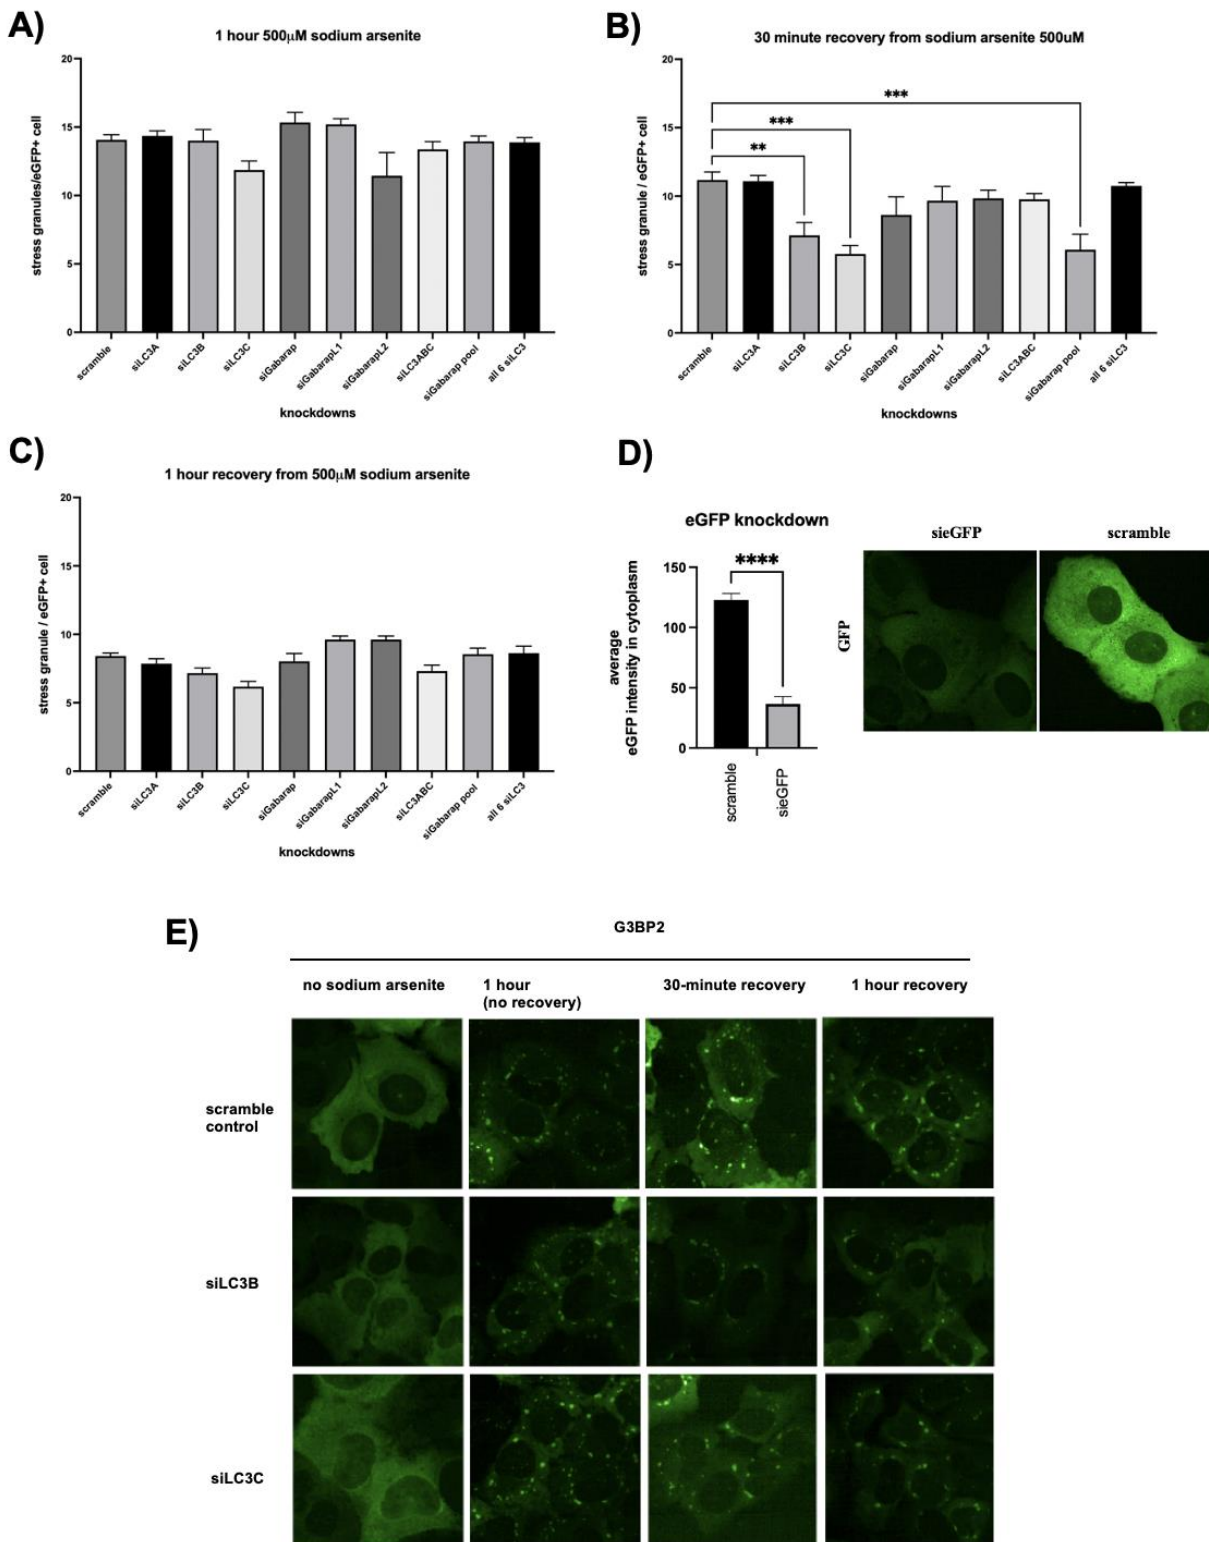 A)
1 hour 500µM sodium arsenite
20
15
10
5
0
stress granules/eGFP+ cell
scramble
siLC3A
siLC3B
siLC3C
siGabarap
siGabarapL1
siGabarapL2
siLC3ABC
siGabarap pool
all 6 siLC3
knockdowns
B)
30 minute recovery from sodium arsenite 500uM
20
15
10
5
0
stress granule / eGFP+ cell
***
***
**
scramble
siLC3A
siLC3B
siLC3C
siGabarap
siGabarapL1
siGabarapL2
siLC3ABC
siGabarap pool
all 6 siLC3
knockdowns
C)
1 hour recovery from 500µM sodium arsenite
20
15
10
5
0
stress granule / eGFP+ cell
scramble
siLC3A
siLC3B
siLC3C
siGabarap
siGabarapL1
siGabarapL2
siLC3ABC
siGabarap pool
all 6 siLC3
knockdowns
D)
eGFP knockdown
****
150
100
50
0
average
eGFP intensity in cytoplasm
scramble
sieGFP
sieGFP
scramble
GFP
E)
G3BP2
no sodium arsenite
1 hour
(no recovery)
30-minute recovery
1 hour recovery
scramble
control
siLC3B
siLC3C